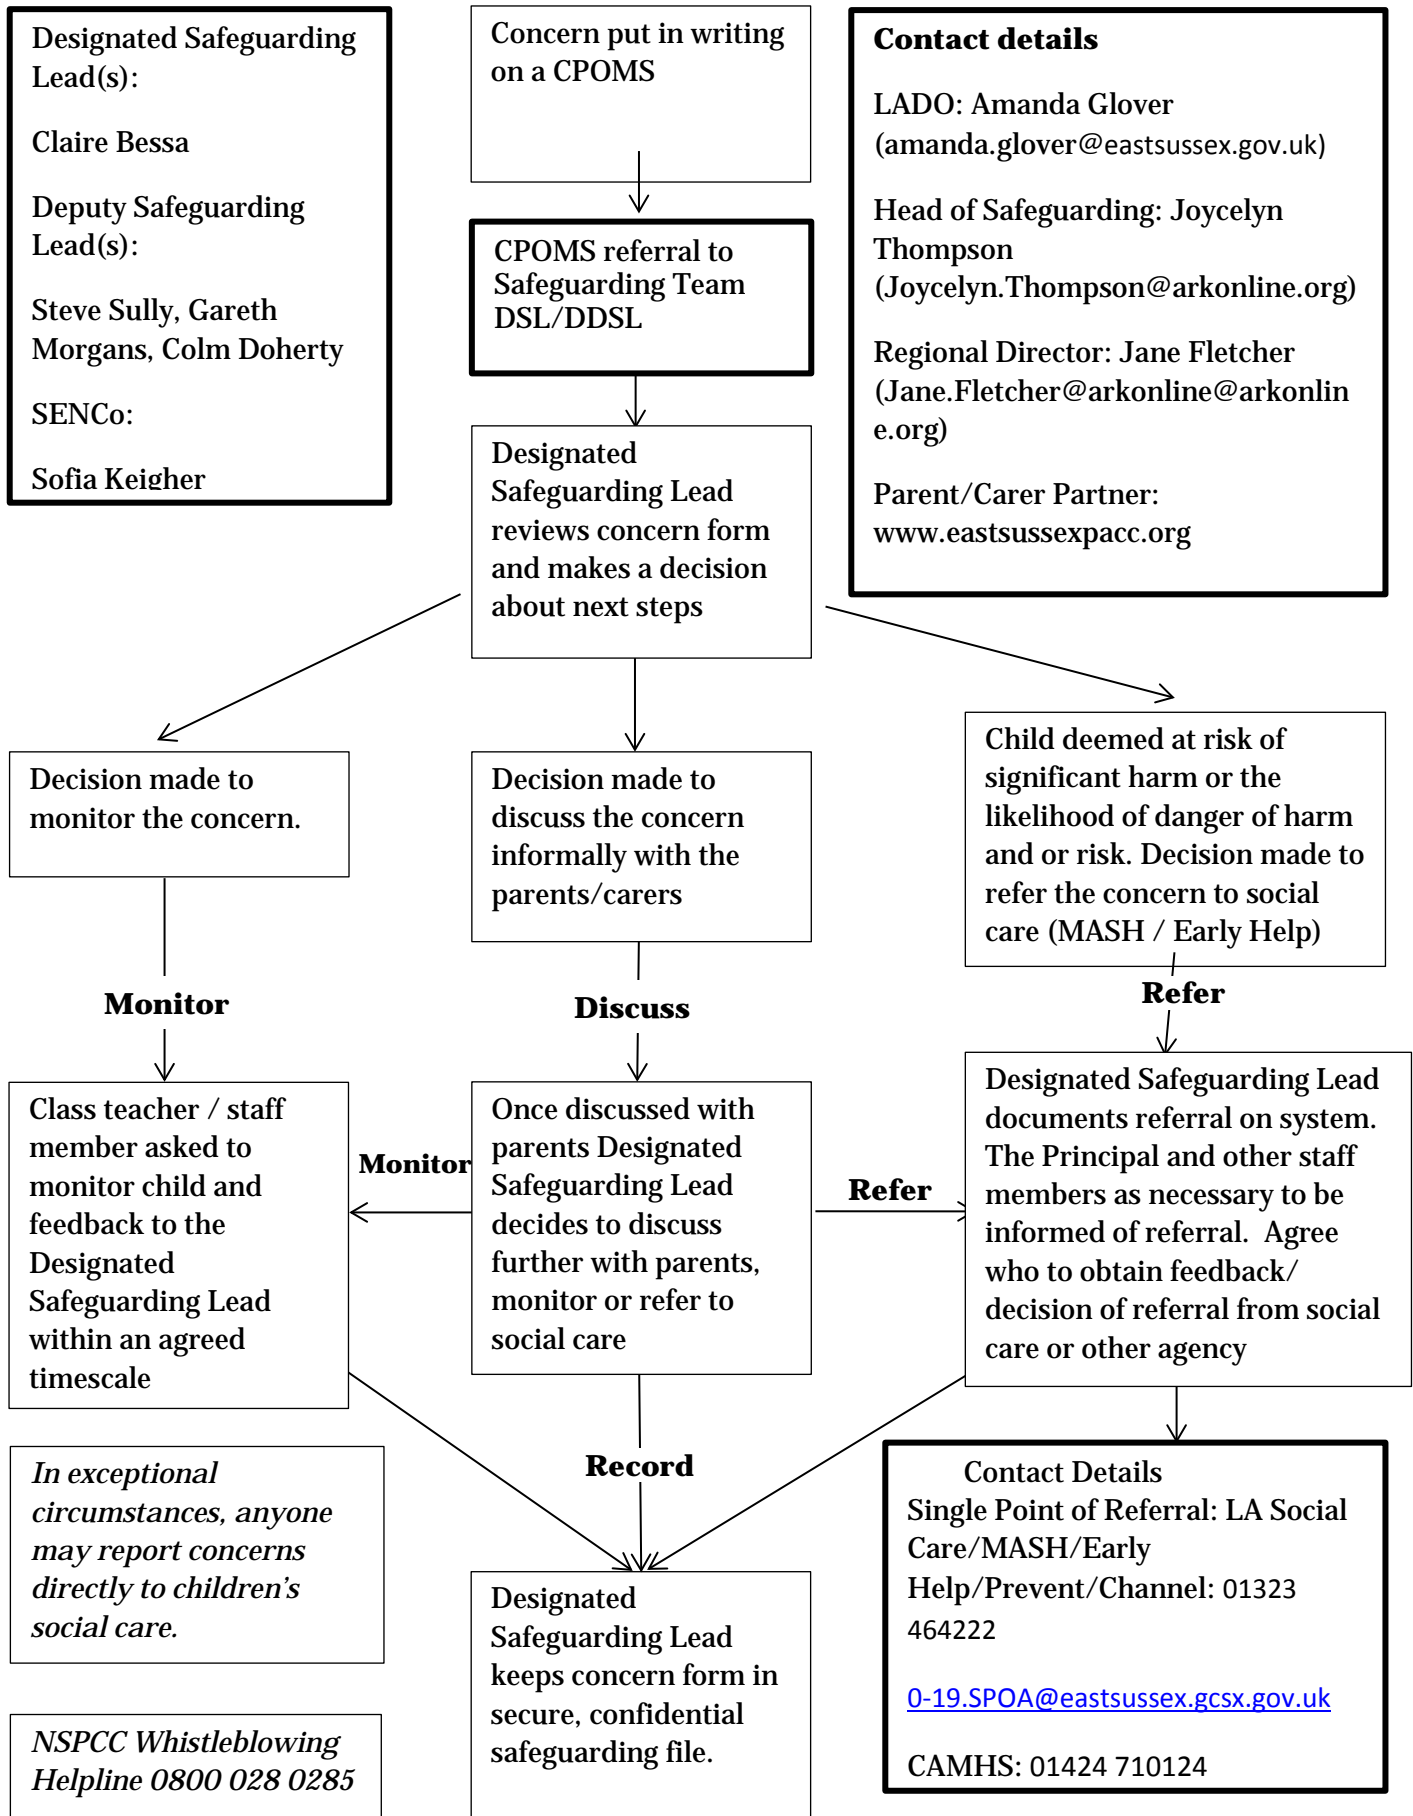 Designated Safeguarding
Lead(s):
Claire Bessa
Deputy Safeguarding
Lead(s):
Steve Sully, Gareth
Morgans, Colm Doherty
SENCo:
Sofia Keigher
Concern put in writing
on a CPOMS
Contact details
LADO: Amanda Glover
(amanda.glover@eastsussex.gov.uk)
Head of Safeguarding: Joycelyn
Thompson
(Joycelyn.Thompson@arkonline.org)
Regional Director: Jane Fletcher
(Jane.Fletcher@arkonline@arkonlin
e.org)
Parent/Carer Partner:
www.eastsussexpacc.org
CPOMS referral to
Safeguarding Team
DSL/DDSL
Designated
Safeguarding Lead
reviews concern form
and makes a decision
about next steps
Decision made to
monitor the concern.
Decision made to
discuss the concern
informally with the
parents/carers
Child deemed at risk of
significant harm or the
likelihood of danger of harm
and or risk. Decision made to
refer the concern to social
care (MASH / Early Help)
Monitor
Discuss
Refer
Class teacher / staff
member asked to
monitor child and
feedback to the
Designated
Safeguarding Lead
within an agreed
timescale
Monitor
Once discussed with
parents Designated
Safeguarding Lead
decides to discuss
further with parents,
monitor or refer to
social care
Refer
Designated Safeguarding Lead
documents referral on system.
The Principal and other staff
members as necessary to be
informed of referral.  Agree
who to obtain feedback/
decision of referral from social
care or other agency
In exceptional
circumstances, anyone
may report concerns
directly to children’s
social care.
Record
Contact Details
Single Point of Referral: LA Social
Care/MASH/Early
Help/Prevent/Channel: 01323
464222
0-19.SPOA@eastsussex.gcsx.gov.uk
CAMHS: 01424 710124
Designated
Safeguarding Lead
keeps concern form in
secure, confidential
safeguarding file.
NSPCC Whistleblowing
Helpline 0800 028 0285